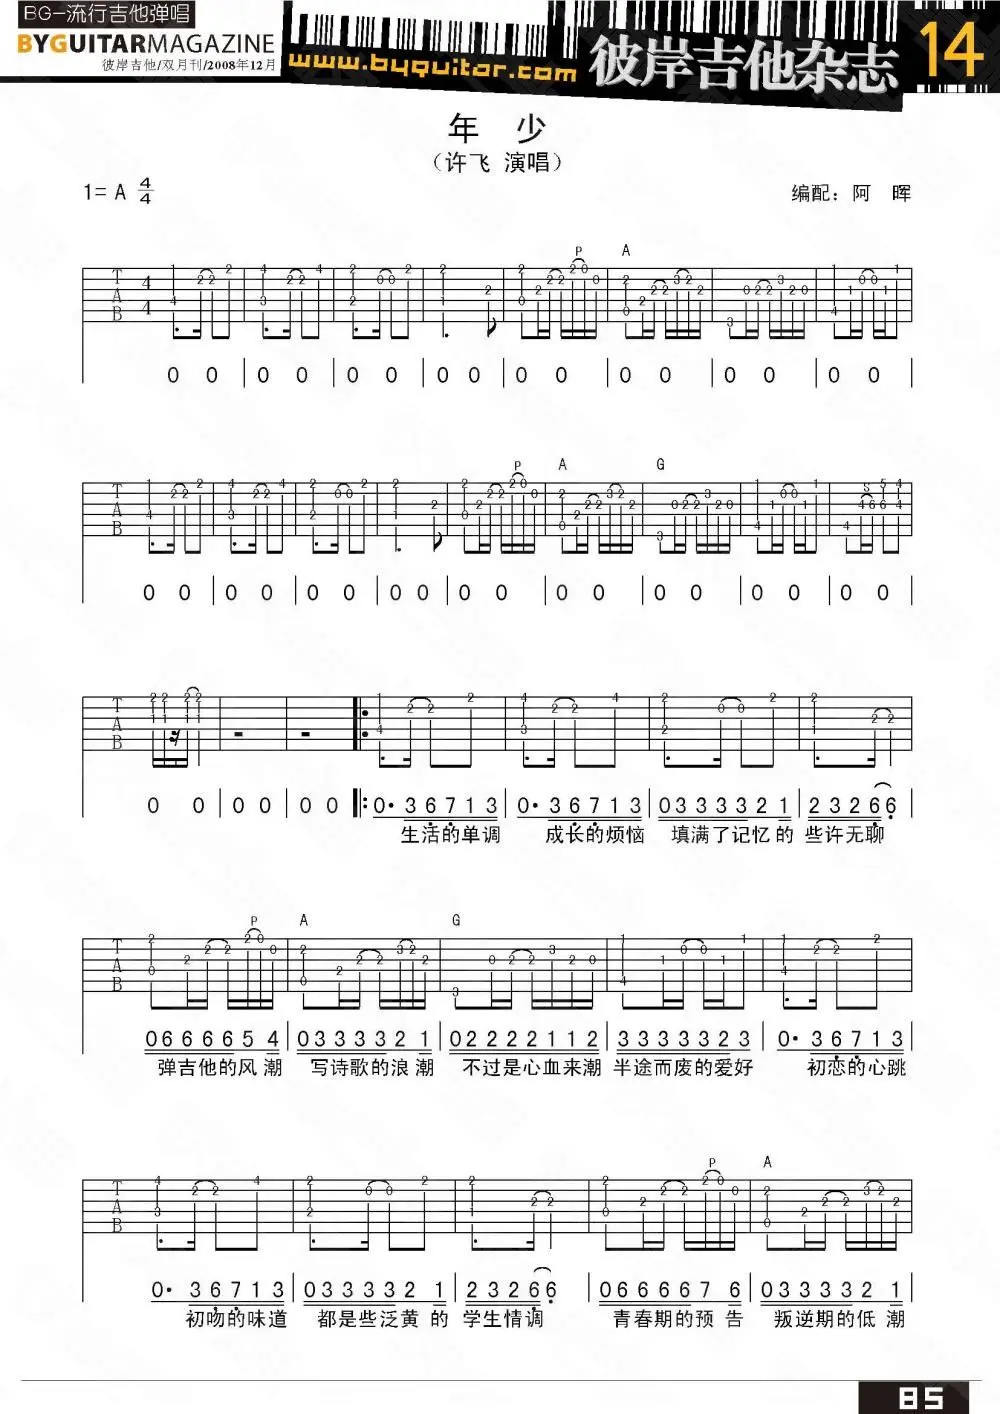 BG-流行吉他弹唱
BYGUITARMAGAZINE
彼岸吉他/双月刊/2008年12月
www.byguitar.com
彼岸吉他杂志
14
年 少
（许飞 演唱）
1= A 4/4
编配：阿 晖
P A
T A B 4 4
0 0 | 0 0 | 0 0 | 0 0 | 0 0 | 0 0 | 0 0 | 0 0
P A G
T A B
0 0 | 0 0 | 0 0 | 0 0 | 0 0 | 0 0 | 0 0 | 0 0 | 0 0
T A B
0 0 | 0 0 | 0 0 |: 0· 3 6 7 1 3 | 0· 3 6 7 1 3 | 0 3 3 3 3 2 1 | 2 3 2 6 6·
生活的单调 成长的烦恼 填满了记忆的 些许无聊
P A G
T A B
0 6 6 6 6 5 4 | 0 3 3 3 3 2 1 | 0 2 2 2 2 1 1 2 | 3 3 3 3 3 2 3 | 0· 3 6 7 1 3
弹吉他的风潮 写诗歌的浪潮 不过是心血来潮 半途而废的爱好 初恋的心跳
P A
T A B
0· 3 6 7 1 3 | 0 3 3 3 3 2 1 | 2 3 2 6 6· | 0 6 6 6 6 7 6 | 0 3 3 3 3 2 1
初吻的味道 都是些泛黄的 学生情调 青春期的预告 叛逆期的低潮
85